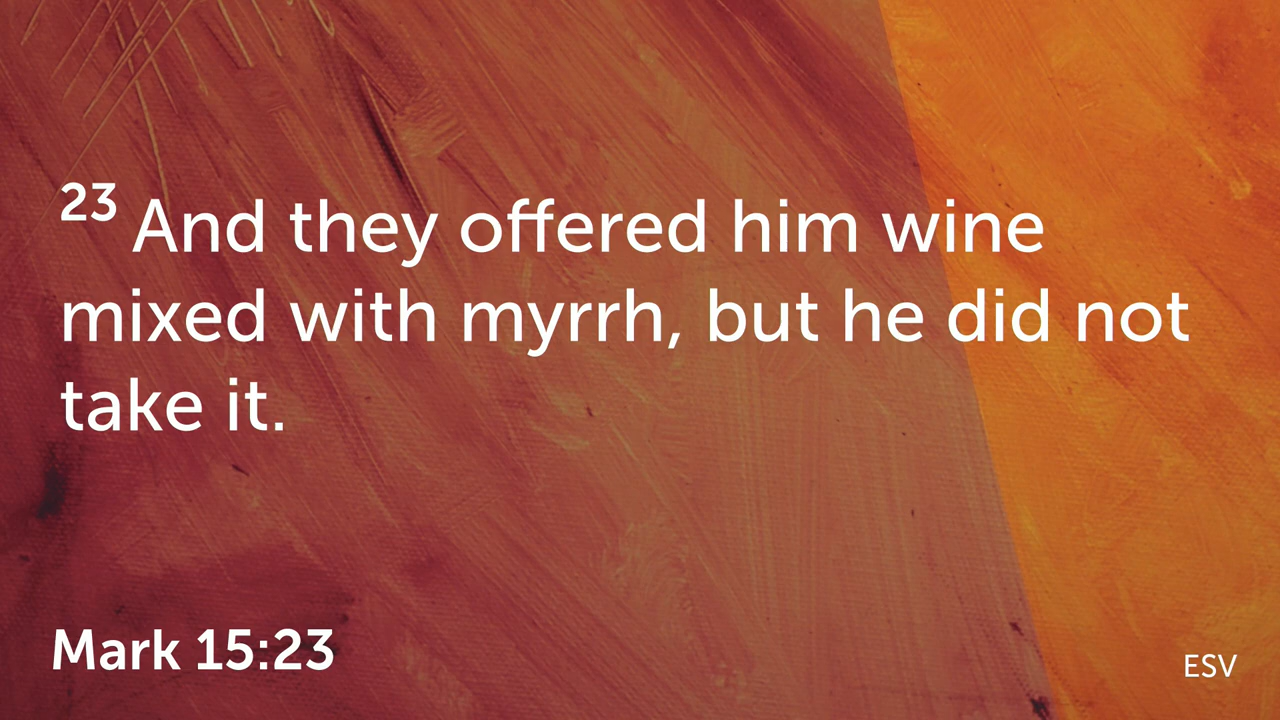 23 And they offered him wine
mixed with myrrh, but he did not
take it.
Mark 15:23
ESV